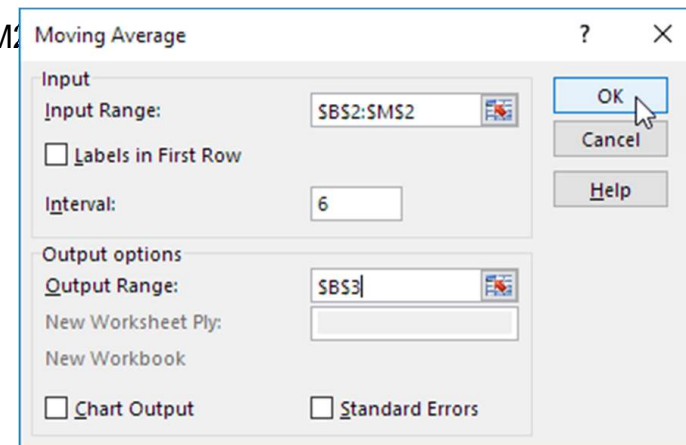 M2
Moving Average ? ×
Input
Input Range: $B$2:$M$2
Labels in First Row
Interval: 6
Output options
Output Range: $B$3
New Worksheet Ply:
New Workbook
Chart Output Standard Errors
OK
Cancel
Help